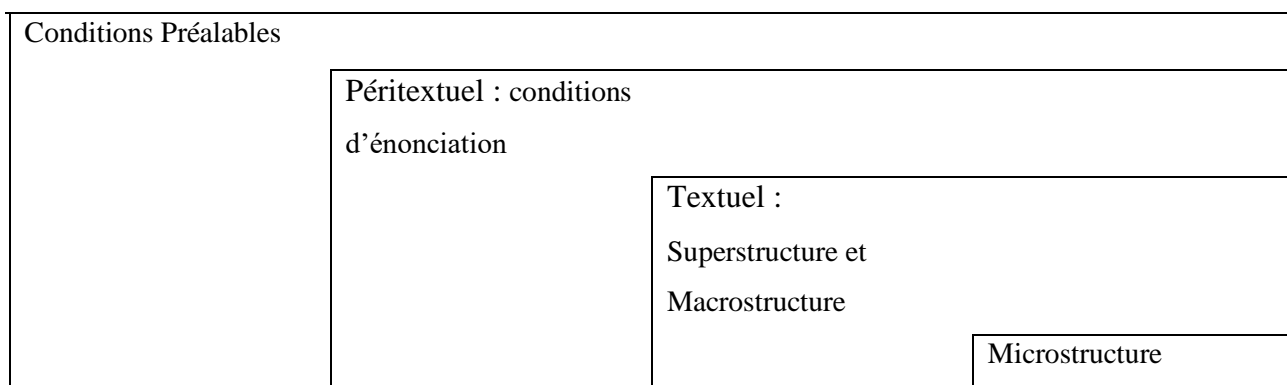 Conditions Préalables
Péritextuel : conditions
d’énonciation
Textuel :
Superstructure et
Macrostructure
Microstructure